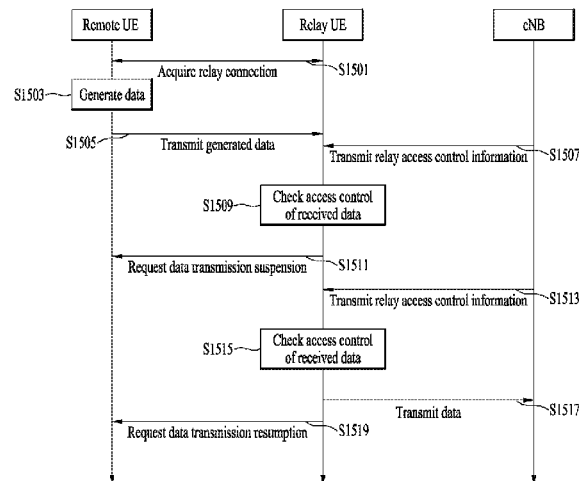 Remote UE
Relay UE
eNB
Acquire relay connection
S1501
S1503
Generate data
S1505
Transmit generated data
Transmit relay access control information
S1507
S1509
Check access control
of received data
Request data transmission suspension
S1511
Transmit relay access control information
S1513
S1515
Check access control
of received data
Transmit data
S1517
Request data transmission resumption
S1519